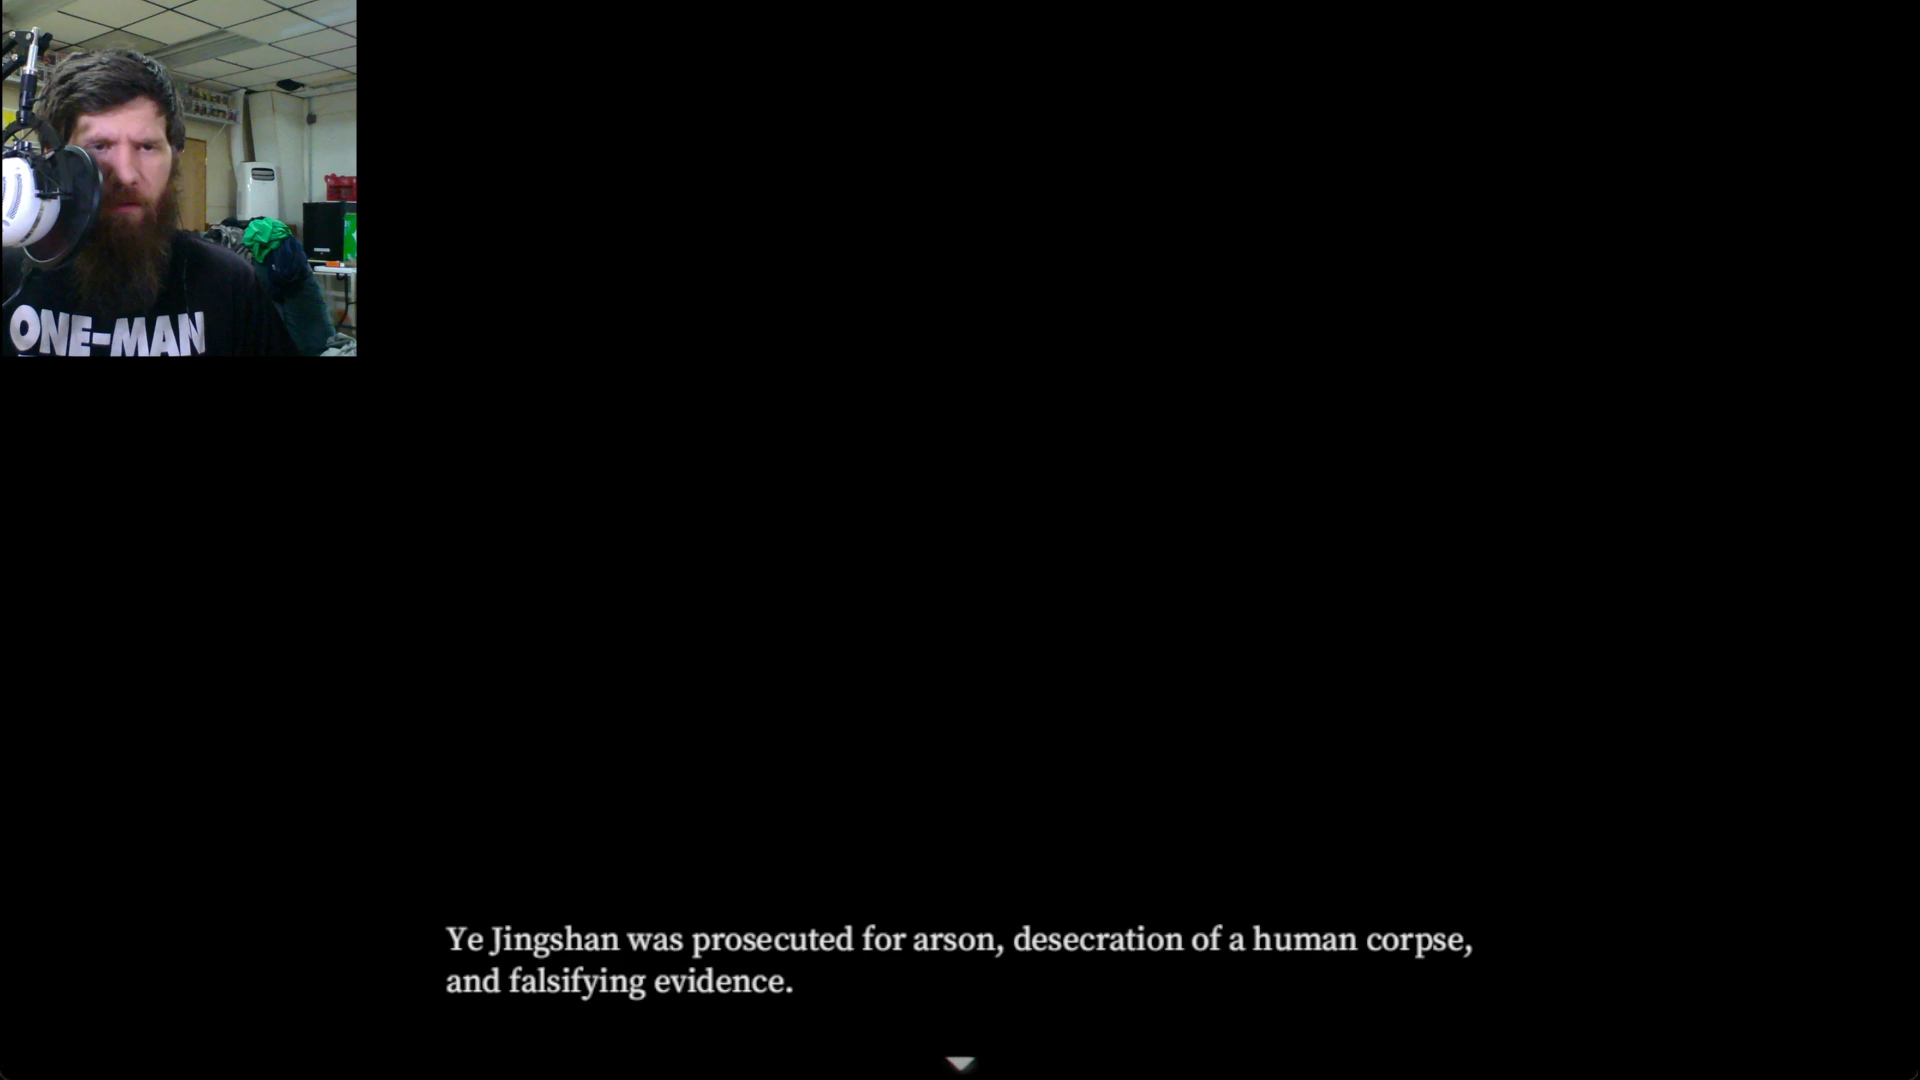 ONE-MAN
Ye Jingshan was prosecuted for arson, desecration of a human corpse,
and falsifying evidence.